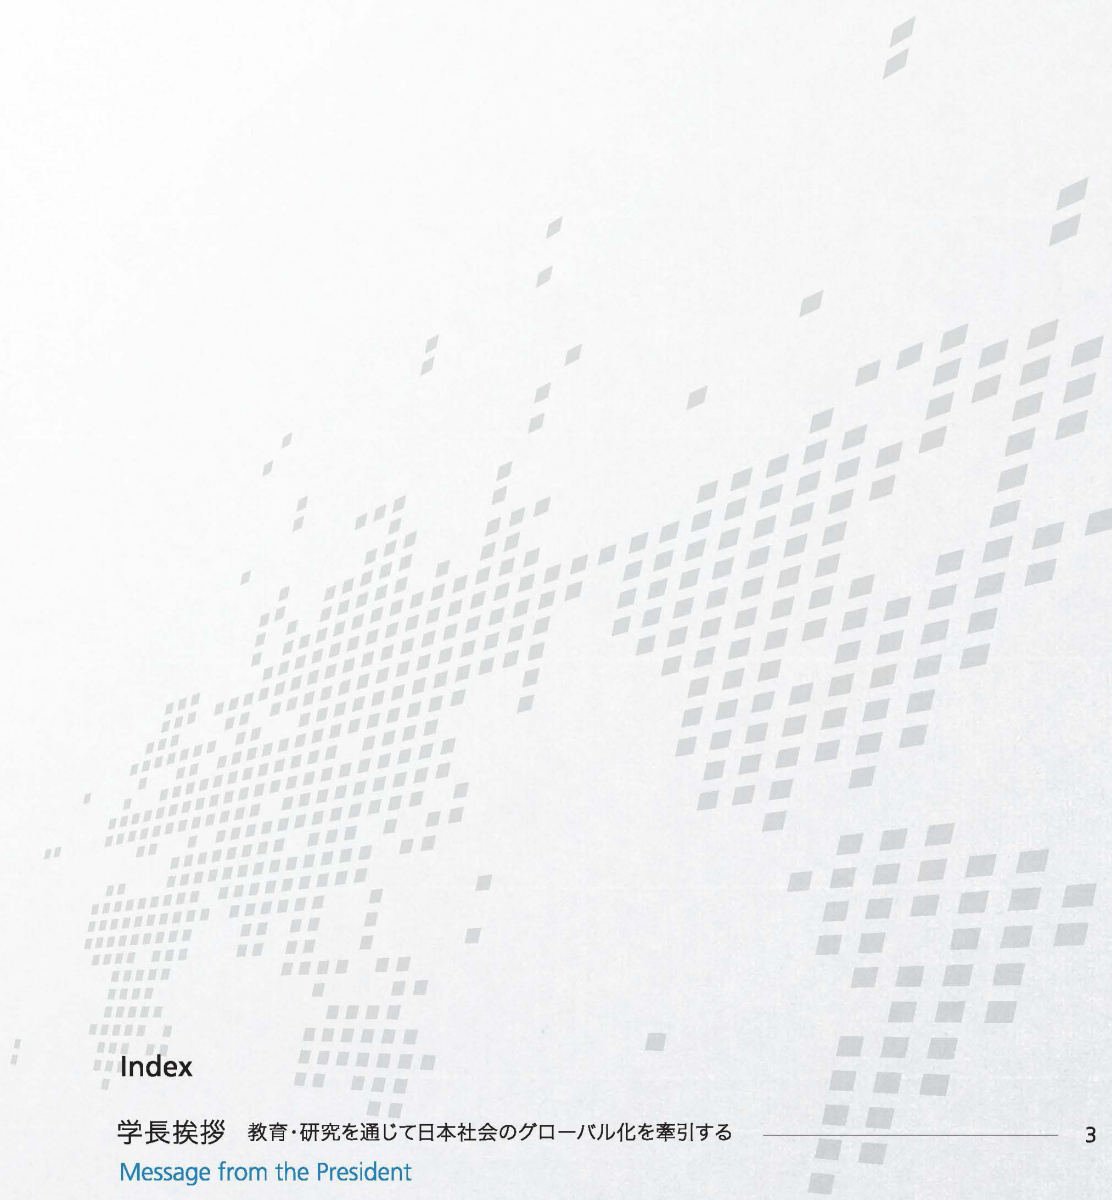 Index
学長挨拶 教育・研究を通じて日本社会のグローバル化を牽引する 3
Message from the President